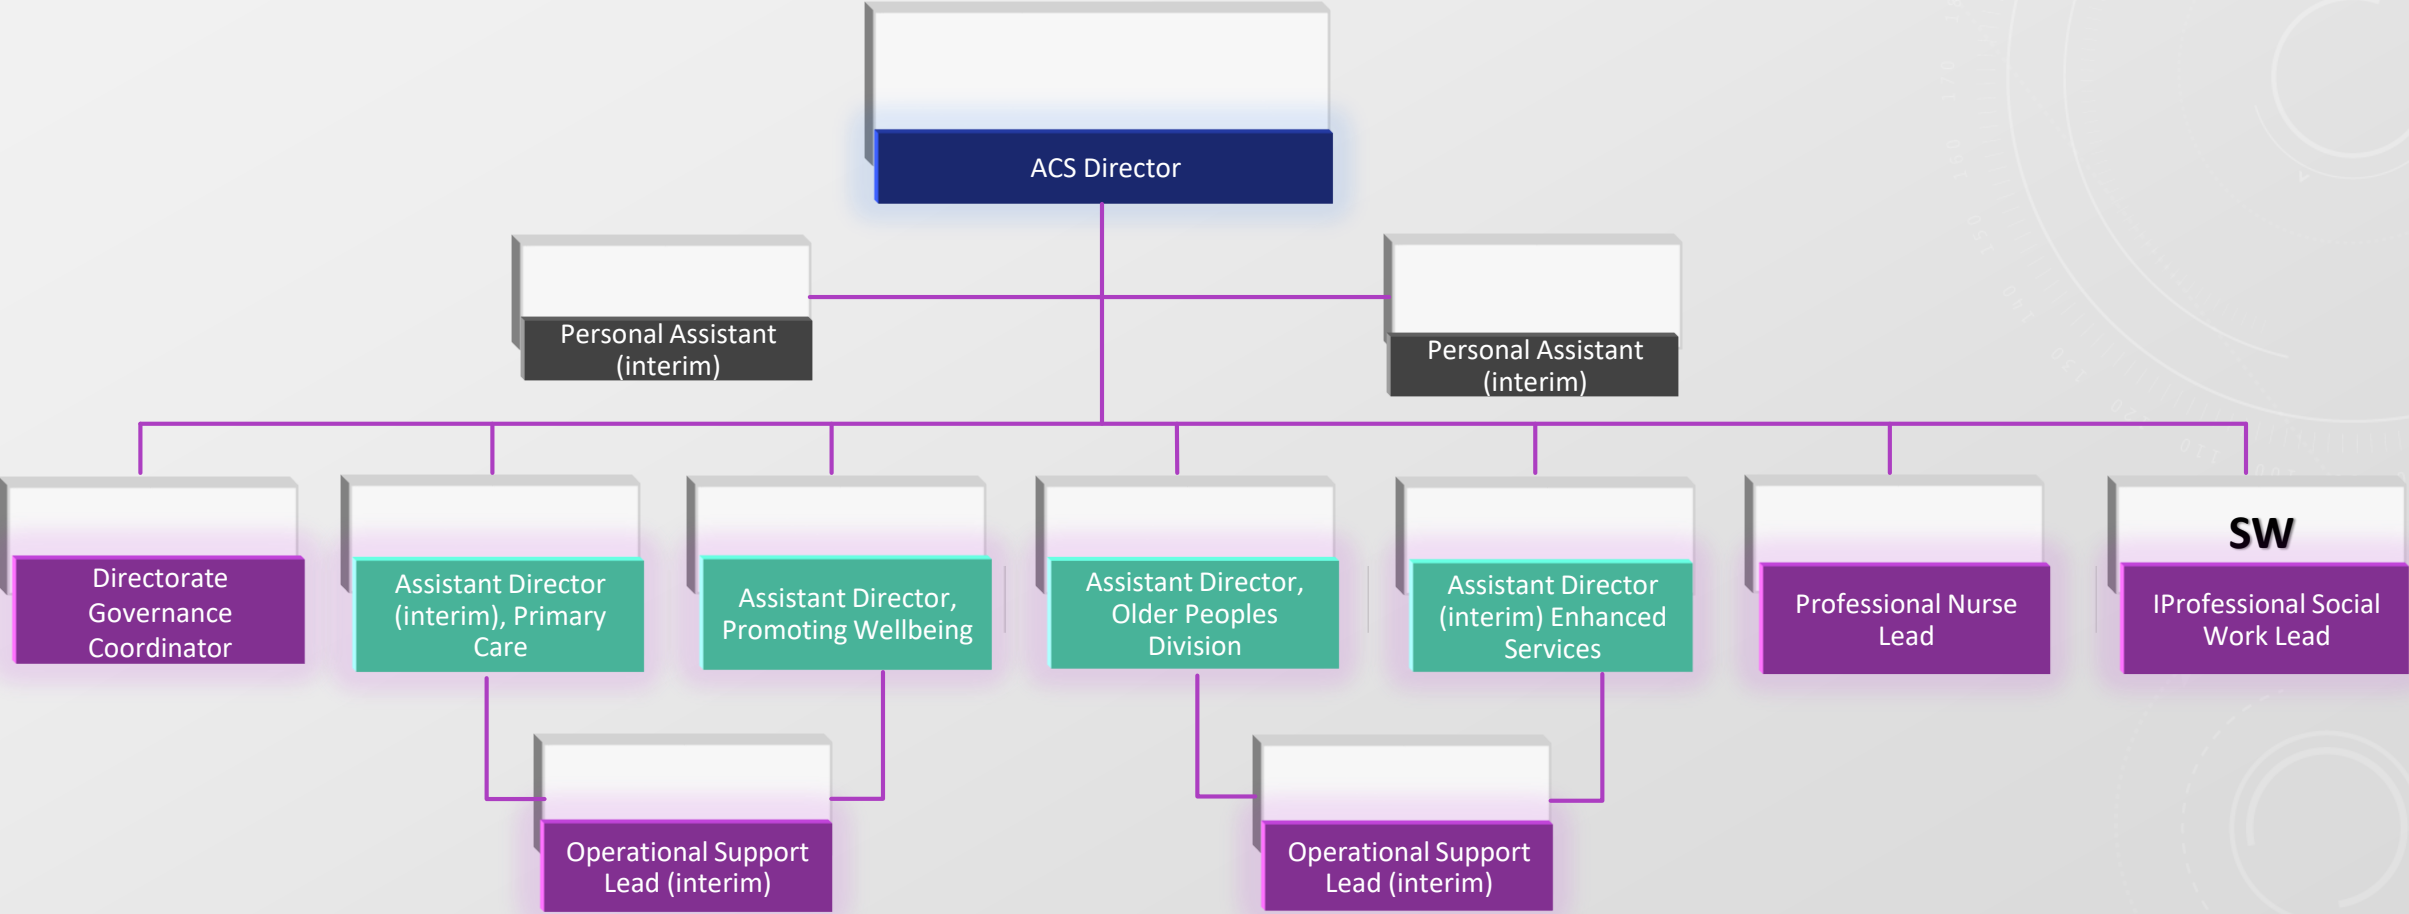 ACS Director
Personal Assistant
(interim)
Personal Assistant
(interim)
Directorate
Governance
Coordinator
Assistant Director
(interim), Primary
Care
Assistant Director,
Promoting Wellbeing
Assistant Director,
Older Peoples
Division
Assistant Director
(interim) Enhanced
Services
Professional Nurse
Lead
SW
IProfessional Social
Work Lead
Operational Support
Lead (interim)
Operational Support
Lead (interim)